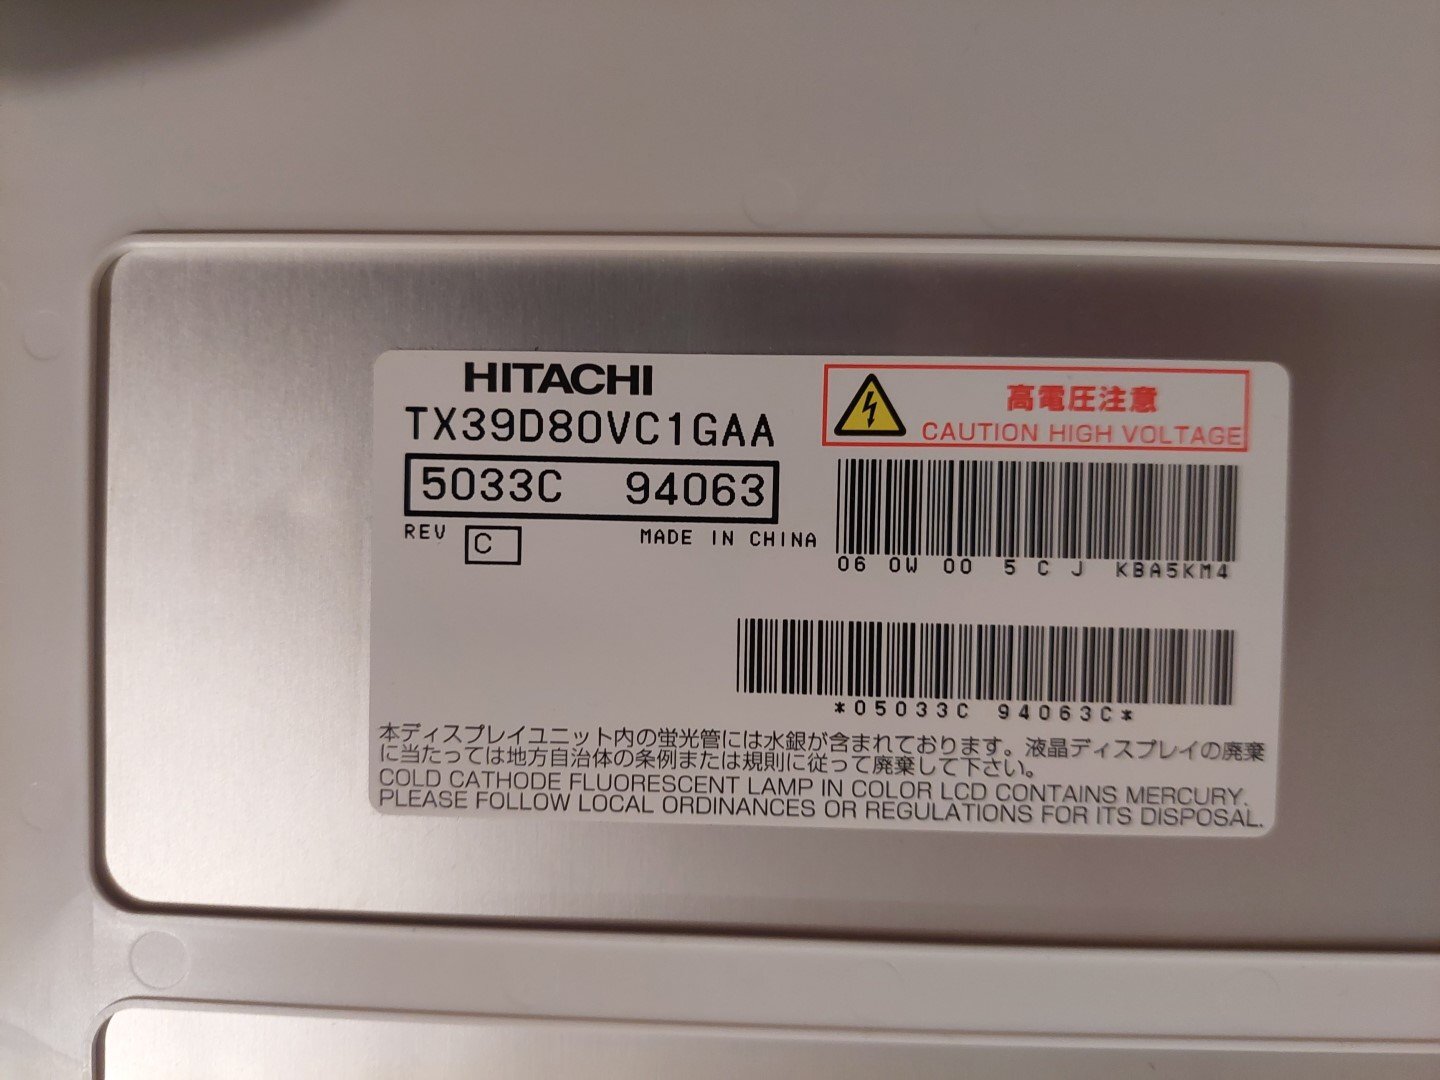 HITACHI
TX39D80VC1GAA
5033C 94063
REV C MADE IN CHINA
高電圧注意
CAUTION HIGH VOLTAGE
06 0W 00 5 C J KBA5KM4
*05033C 94063C*
本ディスプレイユニット内の蛍光管には水銀が含まれております。液晶ディスプレイの廃棄
に当たっては地方自治体の条例または規則に従って廃棄して下さい。
COLD CATHODE FLUORESCENT LAMP IN COLOR LCD CONTAINS MERCURY.
PLEASE FOLLOW LOCAL ORDINANCES OR REGULATIONS FOR ITS DISPOSAL.